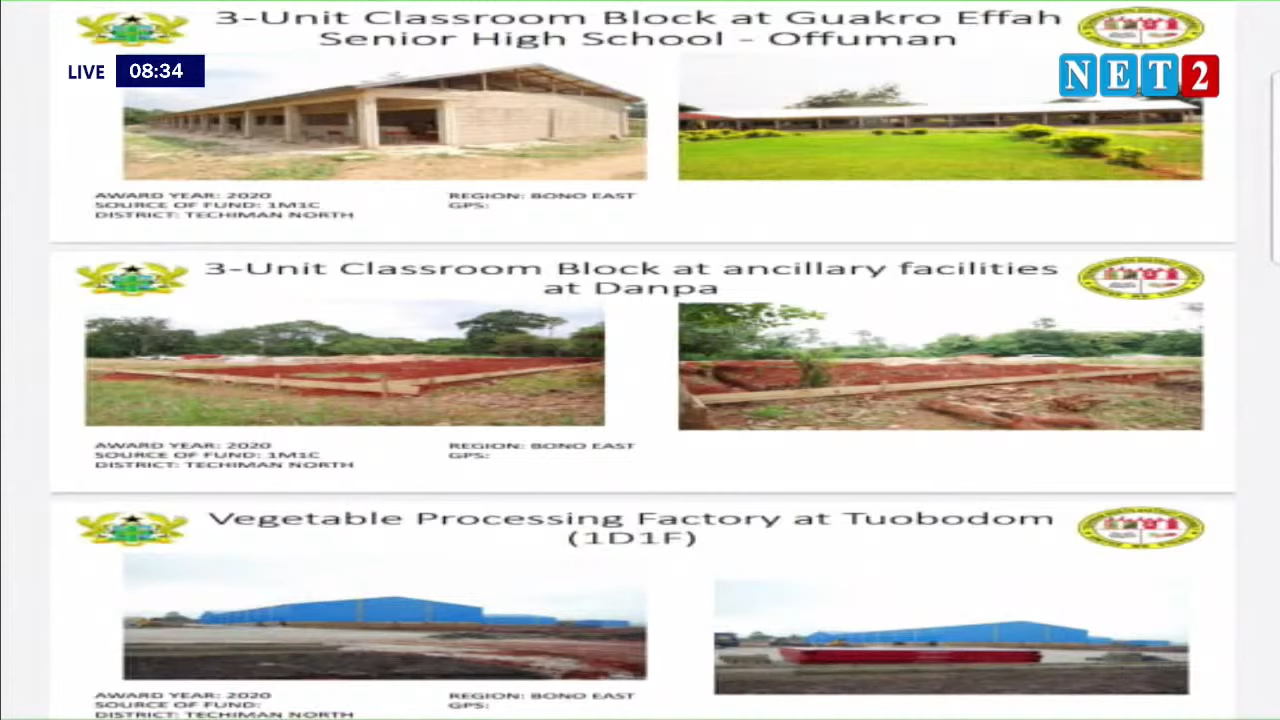 3-Unit Classroom Block at Guakro Effah
Senior High School - Offuman
LIVE 08:34
NET2
AWARD YEAR: 2020
SOURCE OF FUND: 1M1C
DISTRICT: TECHIMAN NORTH
REGION: BONO EAST
GPS:
3-Unit Classroom Block at ancillary facilities
at Danpa
AWARD YEAR: 2020
SOURCE OF FUND: 1M1C
DISTRICT: TECHIMAN NORTH
REGION: BONO EAST
GPS:
Vegetable Processing Factory at Tuobodom
(1D1F)
AWARD YEAR: 2020
SOURCE OF FUND:
DISTRICT: TECHIMAN NORTH
REGION: BONO EAST
GPS: